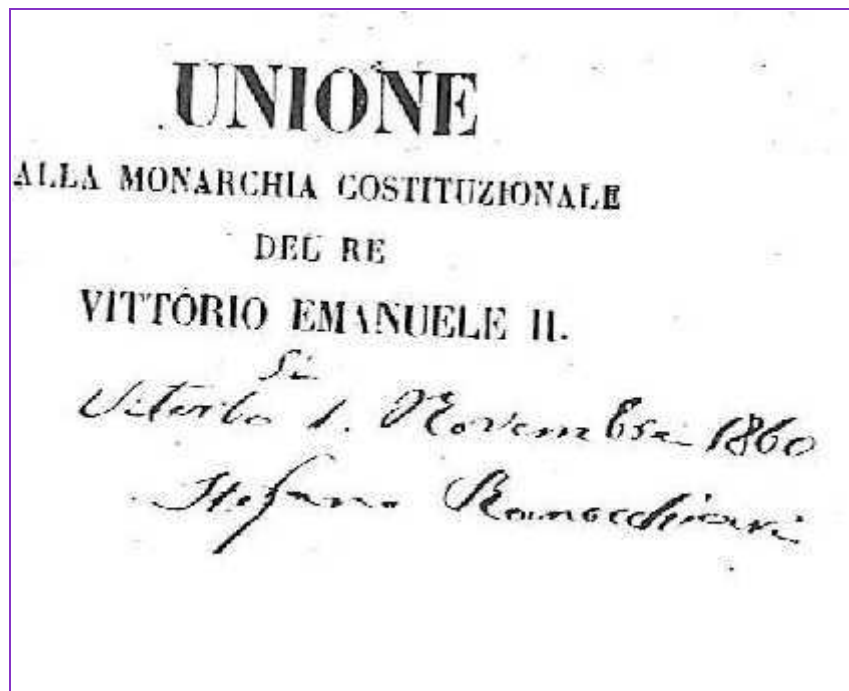 UNIONE
ALLA MONARCHIA COSTITUZIONALE
DEL RE
VITTORIO EMANUELE II.
Si
Viterbo 1. Novembre 1860
Stefano